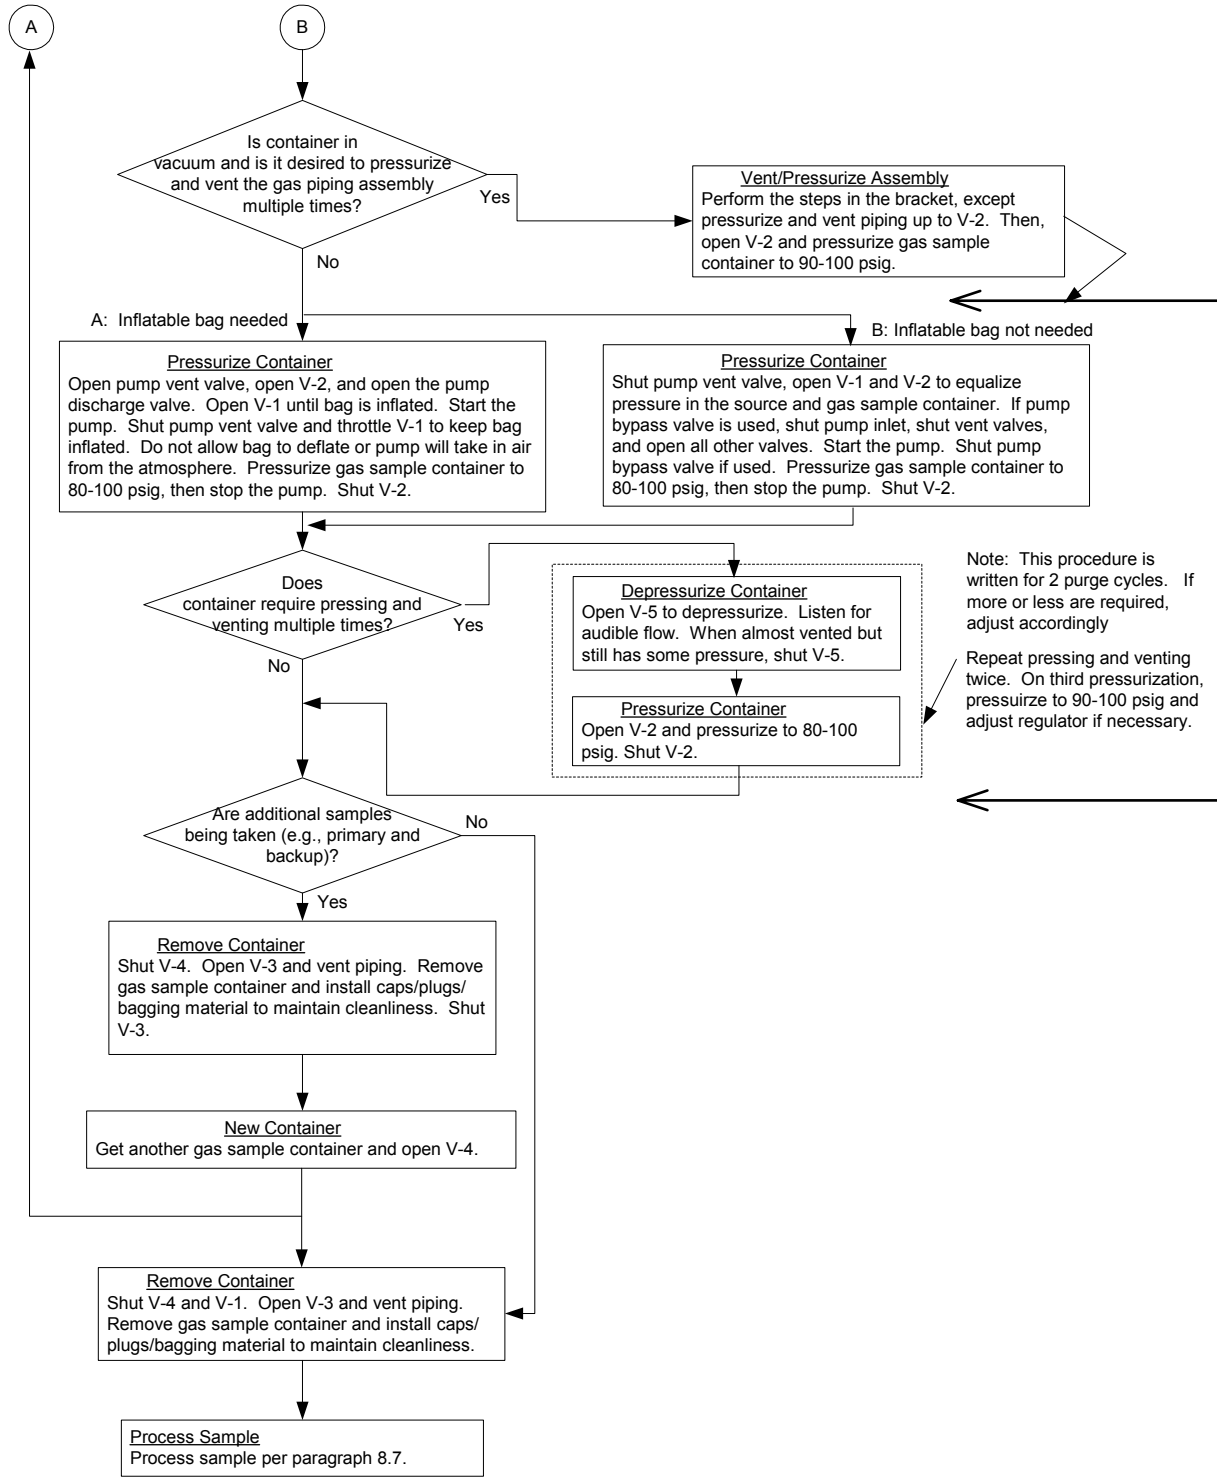 A
B
Is container in
vacuum and is it desired to pressurize
and vent the gas piping assembly
multiple times?
Yes
No
Vent/Pressurize Assembly
Perform the steps in the bracket, except
pressurize and vent piping up to V-2. Then,
open V-2 and pressurize gas sample
container to 90-100 psig.
A: Inflatable bag needed
B: Inflatable bag not needed
Pressurize Container
Open pump vent valve, open V-2, and open the pump
discharge valve. Open V-1 until bag is inflated. Start the
pump. Shut pump vent valve and throttle V-1 to keep bag
inflated. Do not allow bag to deflate or pump will take in air
from the atmosphere. Pressurize gas sample container to
80-100 psig, then stop the pump. Shut V-2.
Pressurize Container
Shut pump vent valve, open V-1 and V-2 to equalize
pressure in the source and gas sample container. If pump
bypass valve is used, shut pump inlet, shut vent valves,
and open all other valves. Start the pump. Shut pump
bypass valve if used. Pressurize gas sample container to
80-100 psig, then stop the pump. Shut V-2.
Does
container require pressing and
venting multiple times?
Yes
No
Depressurize Container
Open V-5 to depressurize. Listen for
audible flow. When almost vented but
still has some pressure, shut V-5.
Pressurize Container
Open V-2 and pressurize to 80-100
psig. Shut V-2.
Note: This procedure is
written for 2 purge cycles. If
more or less are required,
adjust accordingly
Repeat pressing and venting
twice. On third pressurization,
pressuirze to 90-100 psig and
adjust regulator if necessary.
Are additional samples
being taken (e.g., primary and
backup)?
No
Yes
Remove Container
Shut V-4. Open V-3 and vent piping. Remove
gas sample container and install caps/plugs/
bagging material to maintain cleanliness. Shut
V-3.
New Container
Get another gas sample container and open V-4.
Remove Container
Shut V-4 and V-1. Open V-3 and vent piping.
Remove gas sample container and install caps/
plugs/bagging material to maintain cleanliness.
Process Sample
Process sample per paragraph 8.7.